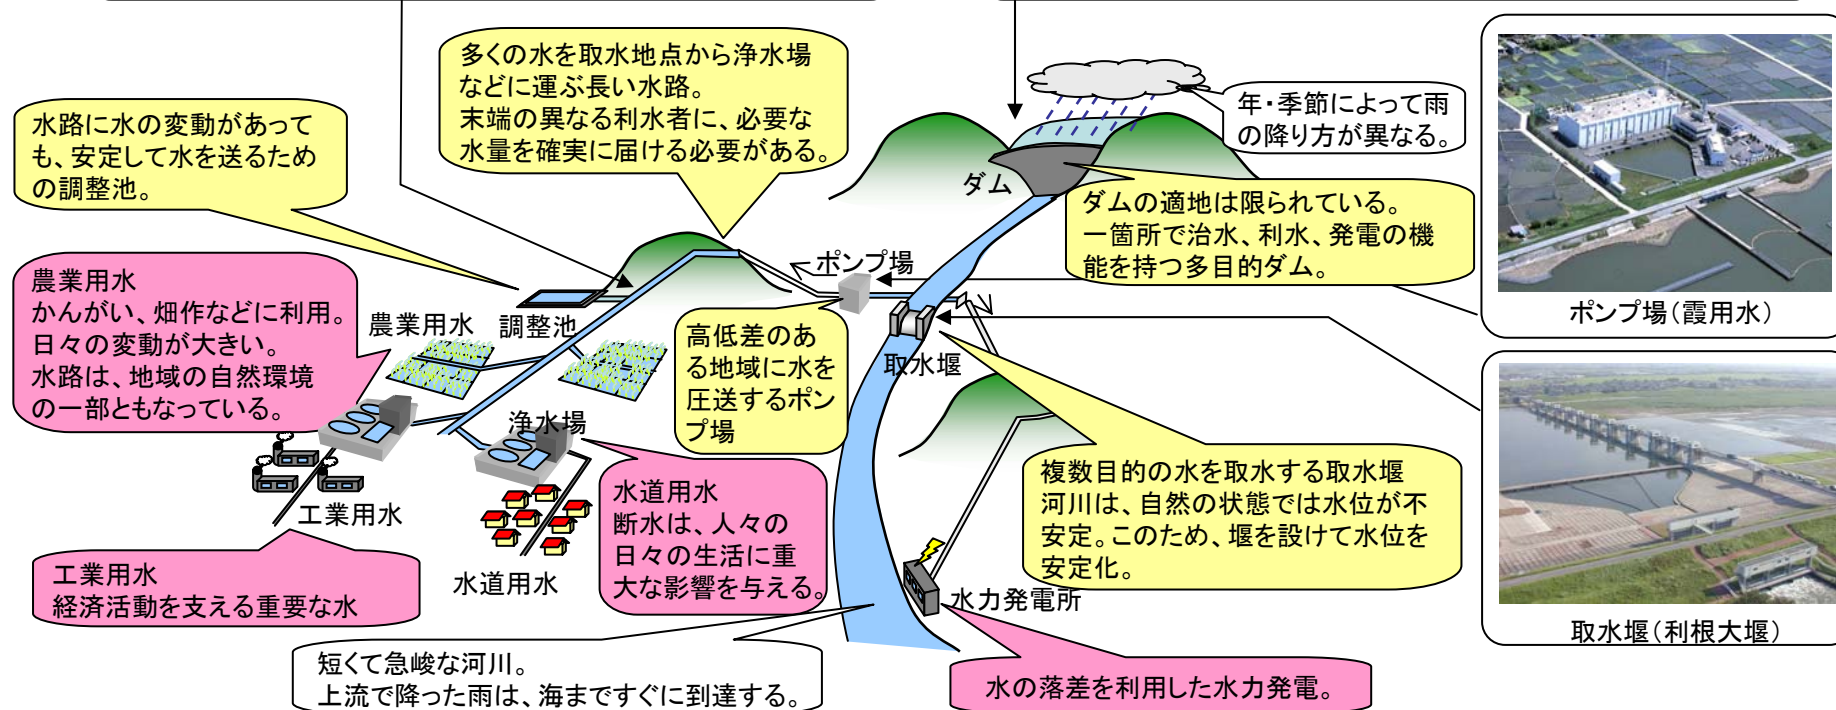 多くの水を取水地点から浄水場
などに運ぶ長い水路。
末端の異なる利水者に、必要な
水量を確実に届ける必要がある。
年・季節によって雨
の降り方が異なる。
水路に水の変動があって
も、安定して水を送るため
の調整池。
ダム
ダムの適地は限られている。
一箇所で治水、利水、発電の機
能を持つ多目的ダム。
農業用水
かんがい、畑作などに利用。
日々の変動が大きい。
水路は、地域の自然環境
の一部ともなっている。
ポンプ場
ポンプ場(霞用水)
農業用水
調整池
高低差のあ
る地域に水を
圧送するポン
プ場
取水堰
浄水場
複数目的の水を取水する取水堰
河川は、自然の状態では水位が不
安定。このため、堰を設けて水位を
安定化。
水道用水
断水は、人々の
日々の生活に重
大な影響を与える。
工業用水
工業用水
経済活動を支える重要な水
水道用水
水力発電所
取水堰(利根大堰)
短くて急峻な河川。
上流で降った雨は、海まですぐに到達する。
水の落差を利用した水力発電。